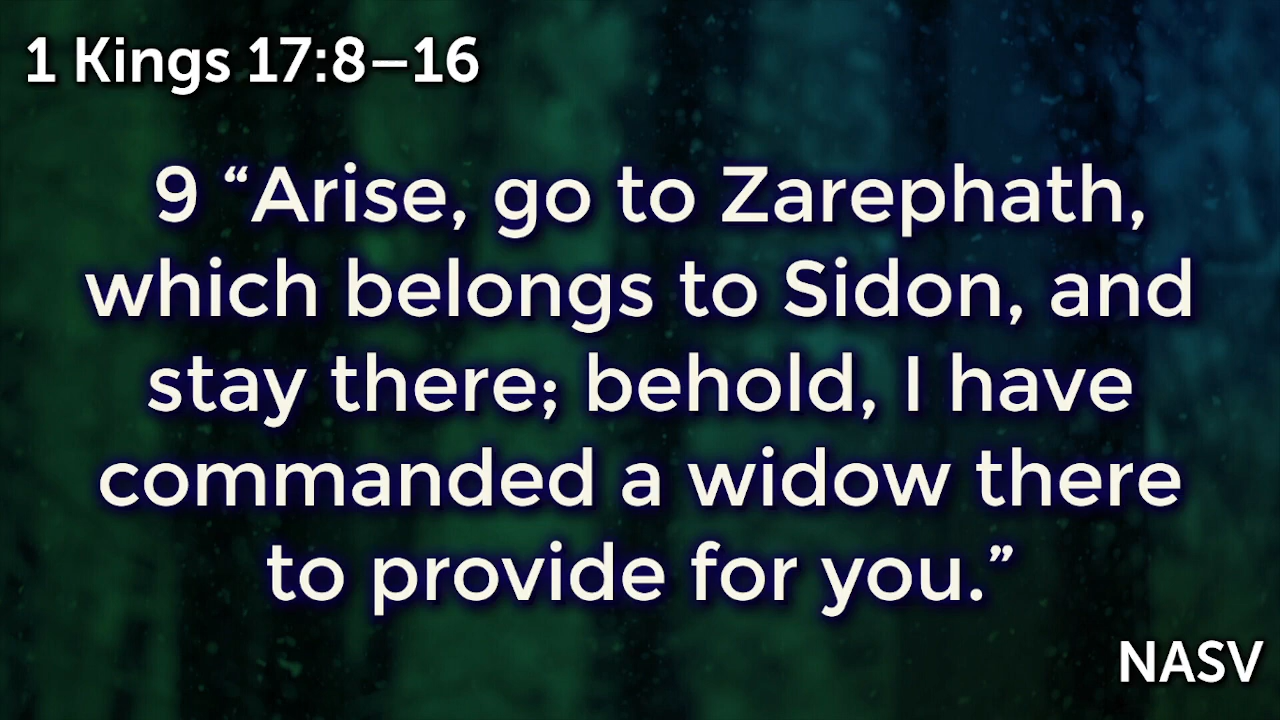 1 Kings 17:8–16
9 “Arise, go to Zarephath,
which belongs to Sidon, and
stay there; behold, I have
commanded a widow there
to provide for you.”
NASV